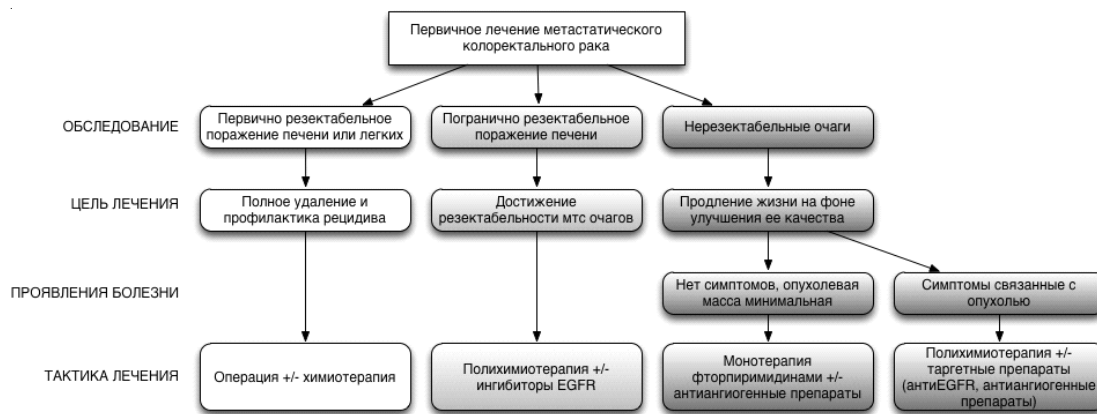 Первичное лечение метастатического
колоректального рака
ОБСЛЕДОВАНИЕ
Первично резектабельное
поражение печени или легких
Погранично резектабельное
поражение печени
Нерезектабельные очаги
ЦЕЛЬ ЛЕЧЕНИЯ
Полное удаление и
профилактика рецидива
Достижение
резектабельности мтс очагов
Продление жизни на фоне
улучшения ее качества
ПРОЯВЛЕНИЯ БОЛЕЗНИ
Нет симптомов, опухолевая
масса минимальная
Симптомы связанные с
опухолью
ТАКТИКА ЛЕЧЕНИЯ
Операция +/- химиотерапия
Полихимиотерапия +/-
ингибиторы EGFR
Монотерапия
фторпиримидинами +/-
антиангиогенные препараты
Полихимиотерапия +/-
таргетные препараты
(антиEGFR, антиангиогенные
препараты)